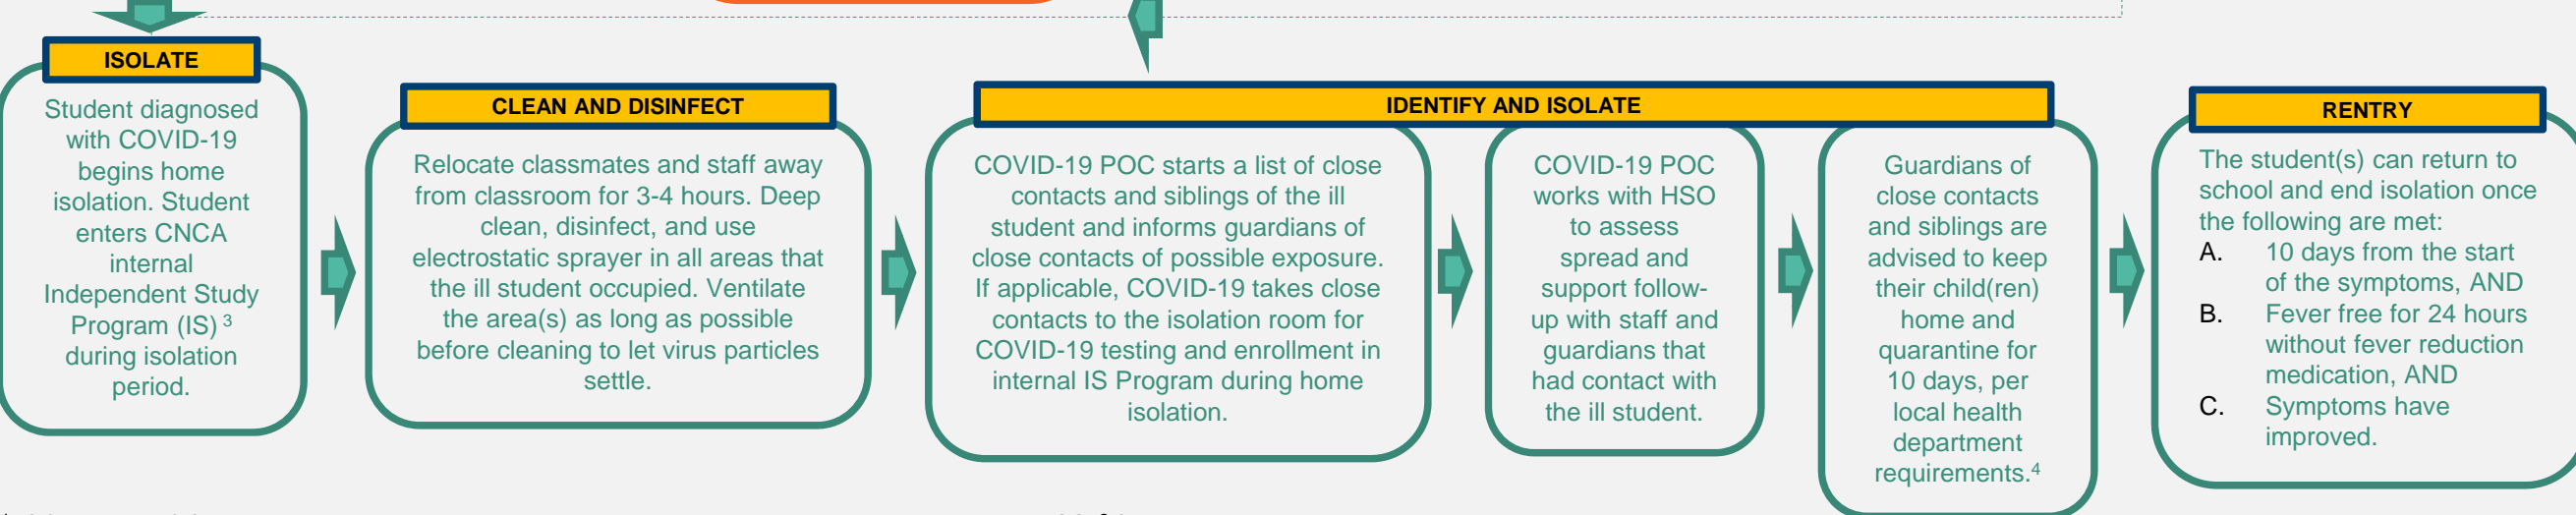 ISOLATE
Student diagnosed
with COVID-19
begins home
isolation. Student
enters CNCA
internal
Independent Study
Program (IS) 3
during isolation
period.
CLEAN AND DISINFECT
Relocate classmates and staff away
from classroom for 3-4 hours. Deep
clean, disinfect, and use
electrostatic sprayer in all areas that
the ill student occupied. Ventilate
the area(s) as long as possible
before cleaning to let virus particles
settle.
IDENTIFY AND ISOLATE
COVID-19 POC starts a list of close
contacts and siblings of the ill
student and informs guardians of
close contacts of possible exposure.
If applicable, COVID-19 takes close
contacts to the isolation room for
COVID-19 testing and enrollment in
internal IS Program during home
isolation.
COVID-19 POC
works with HSO
to assess
spread and
support follow-
up with staff and
guardians that
had contact with
the ill student.
Guardians of
close contacts
and siblings are
advised to keep
their child(ren)
home and
quarantine for
10 days, per
local health
department
requirements.4
RENTRY
The student(s) can return to
school and end isolation once
the following are met:
A. 10 days from the start
of the symptoms, AND
B. Fever free for 24 hours
without fever reduction
medication, AND
C. Symptoms have
improved.